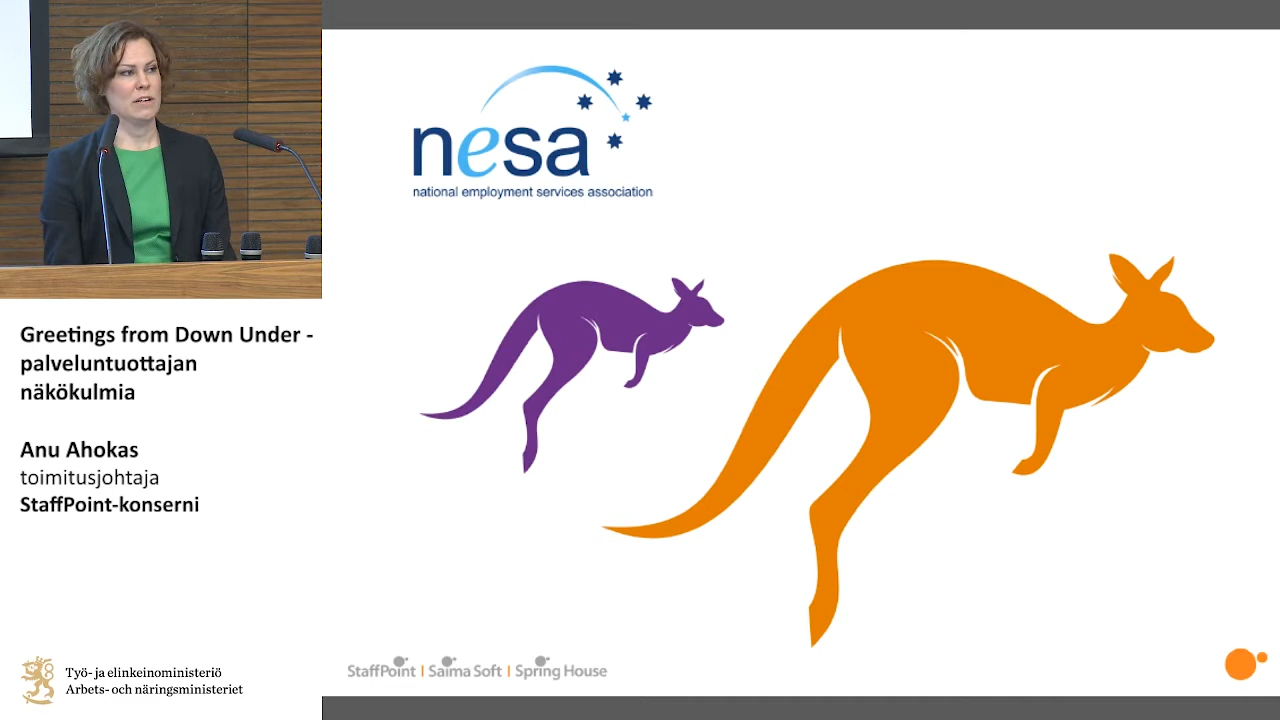 nesa
national employment services association
Greetings from Down Under -
palveluntuottajan
näkökulmia
Anu Ahokas
toimitusjohtaja
StaffPoint-konserni
Työ- ja elinkeinoministeriö
Arbets- och näringsministeriet
StaffPoint | Saima Soft | Spring House